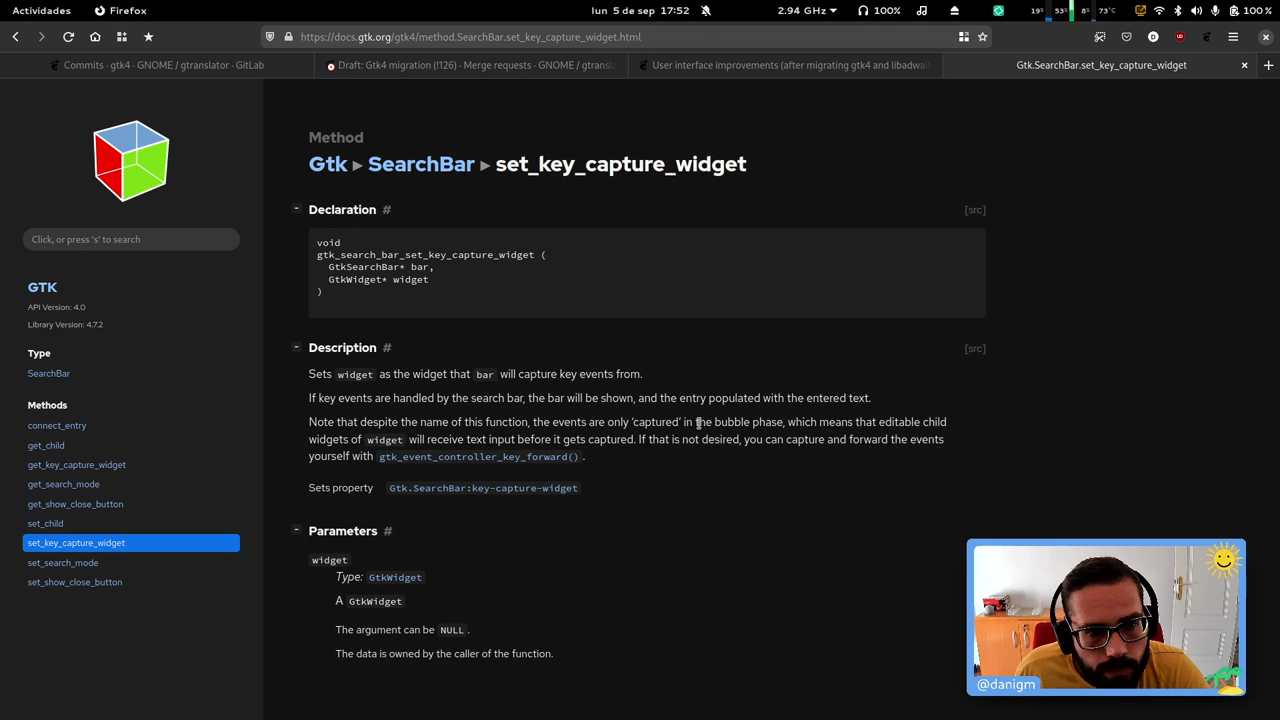 Actividades
Firefox
lun 5 de sep 17:52
2.94 GHz
100%
19%
53%
8%
73°C
100 %
https://docs.gtk.org/gtk4/method.SearchBar.set_key_capture_widget.html
Commits · gtk4 · GNOME / gtranslator · GitLab
Draft: Gtk4 migration (!126) · Merge requests · GNOME / gtransla
User interface improvements (after migrating gtk4 and libadwait
Gtk.SearchBar.set_key_capture_widget
Click, or press 's' to search
GTK
API Version: 4.0
Library Version: 4.7.2
Type
SearchBar
Methods
connect_entry
get_child
get_key_capture_widget
get_search_mode
get_show_close_button
set_child
set_key_capture_widget
set_search_mode
set_show_close_button
Method
Gtk ▸ SearchBar ▸ set_key_capture_widget
- Declaration #
[src]
void
gtk_search_bar_set_key_capture_widget (
GtkSearchBar* bar,
GtkWidget* widget
)
- Description #
[src]
Sets widget as the widget that bar will capture key events from.
If key events are handled by the search bar, the bar will be shown, and the entry populated with the entered text.
Note that despite the name of this function, the events are only ‘captured’ in the bubble phase, which means that editable child
widgets of widget will receive text input before it gets captured. If that is not desired, you can capture and forward the events
yourself with gtk_event_controller_key_forward() .
Sets property Gtk.SearchBar:key-capture-widget
- Parameters #
widget
Type: GtkWidget
A GtkWidget
The argument can be NULL .
The data is owned by the caller of the function.
@danigm